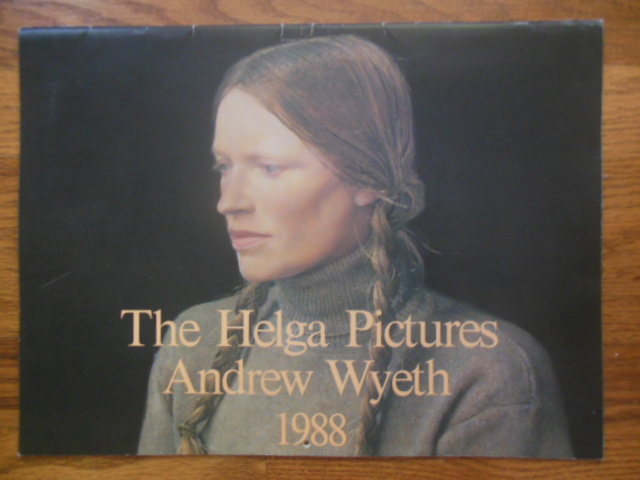 The Helga Pictures
Andrew Wyeth
1988